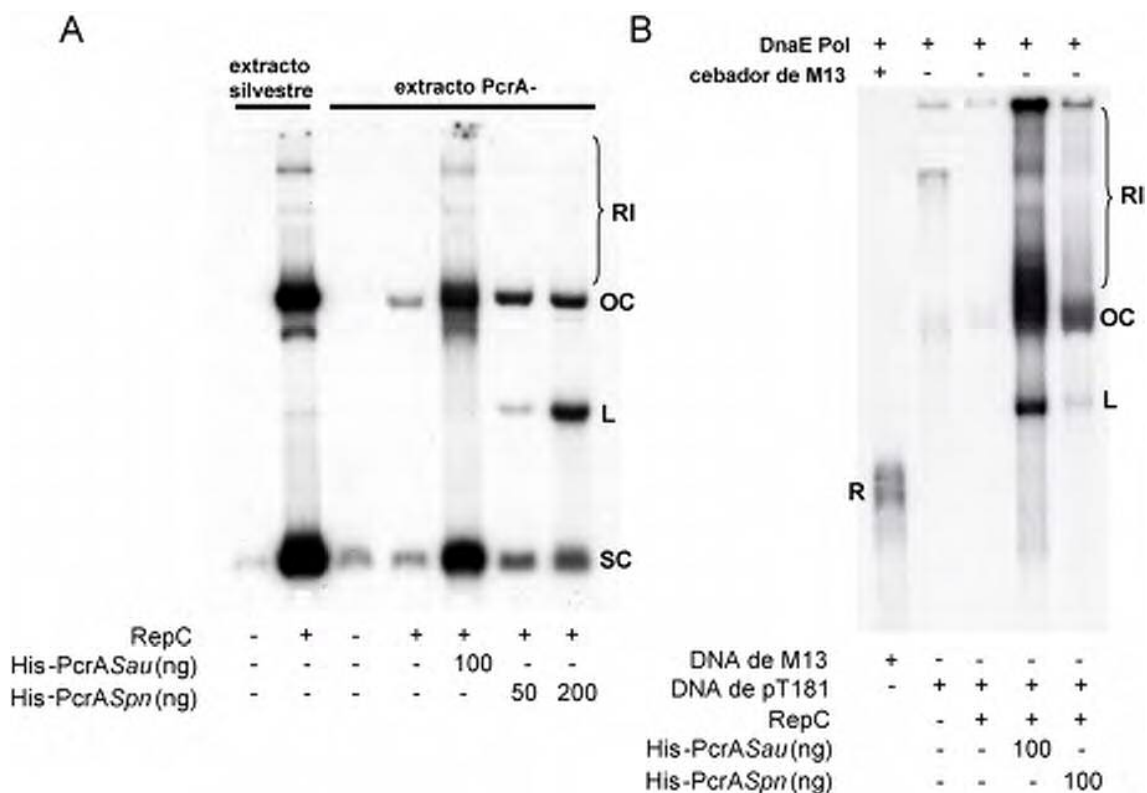 A
extracto silvestre
extracto PcrA-
RI
OC
L
SC
RepC - + - + + + +
His-PcrASau(ng) - - - - 100 - -
His-PcrASpn(ng) - - - - - 50 200
B
DnaE Pol + + + + +
cebador de M13 + - - - -
RI
OC
L
R
DNA de M13 + - - - -
DNA de pT181 - + + + +
RepC - + + +
His-PcrASau(ng) - - 100 -
His-PcrASpn(ng) - - - 100